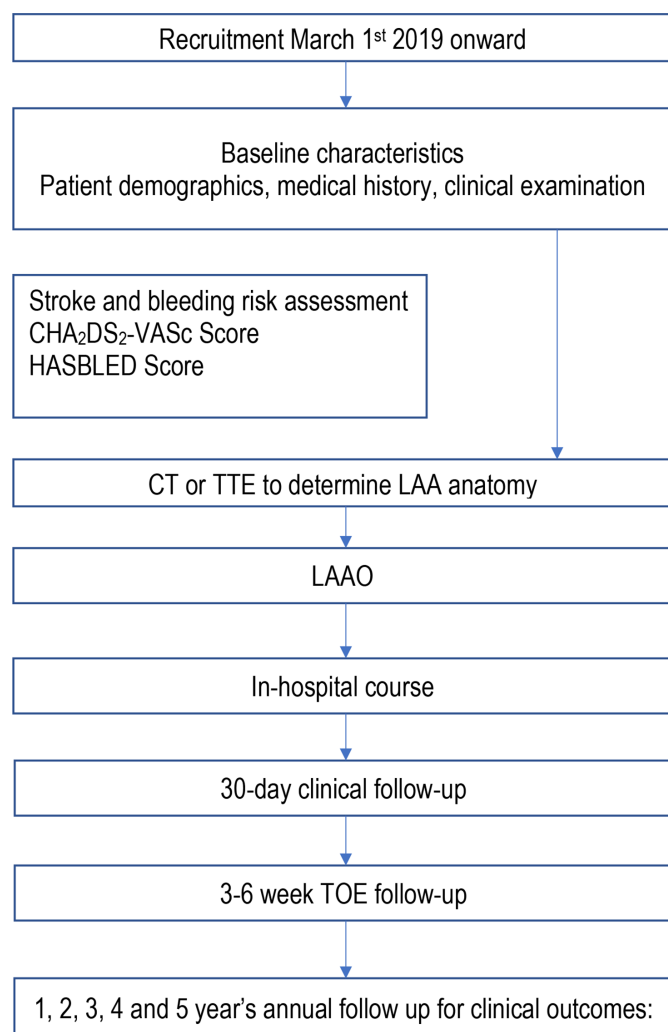 Recruitment March 1st 2019 onward
Baseline characteristics
Patient demographics, medical history, clinical examination
Stroke and bleeding risk assessment
CHA₂DS₂-VASc Score
HASBLED Score
CT or TTE to determine LAA anatomy
LAAO
In-hospital course
30-day clinical follow-up
3-6 week TOE follow-up
1, 2, 3, 4 and 5 year’s annual follow up for clinical outcomes: